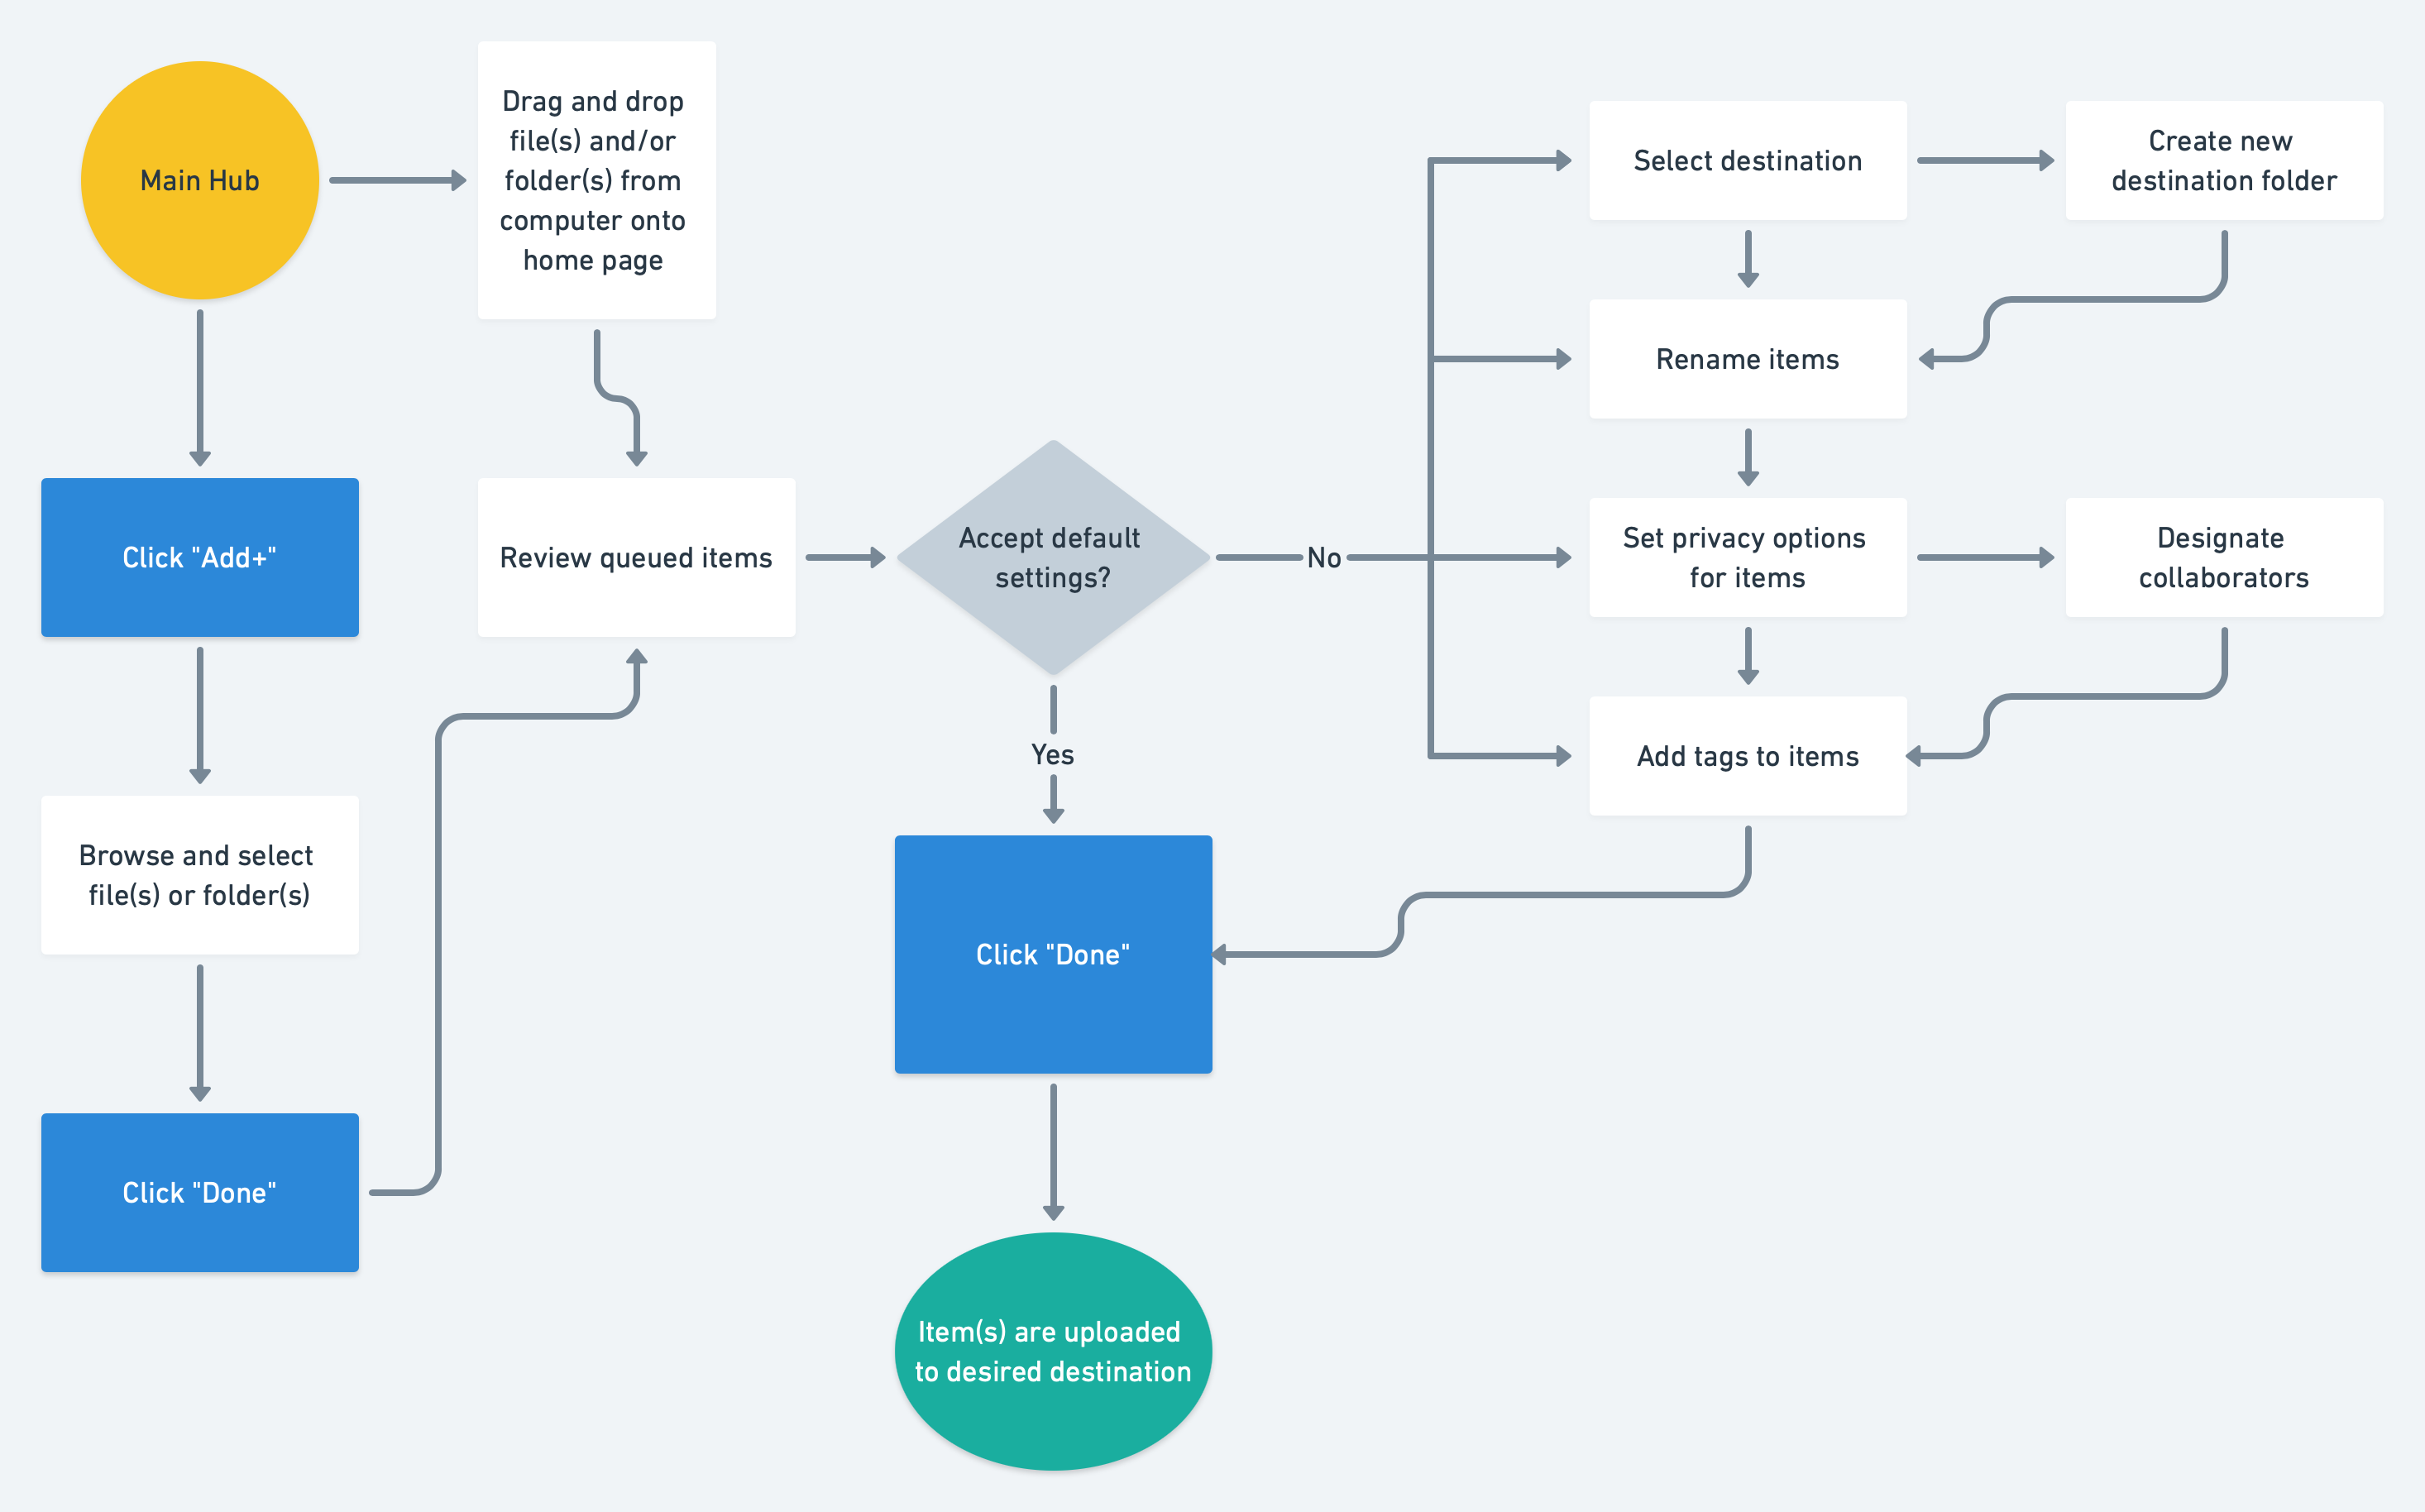 Main Hub
Drag and drop
file(s) and/or
folder(s) from
computer onto
home page
Click "Add+"
Browse and select
file(s) or folder(s)
Click "Done"
Review queued items
Accept default
settings?
No
Yes
Select destination
Create new
destination folder
Rename items
Set privacy options
for items
Designate
collaborators
Add tags to items
Click "Done"
Item(s) are uploaded
to desired destination